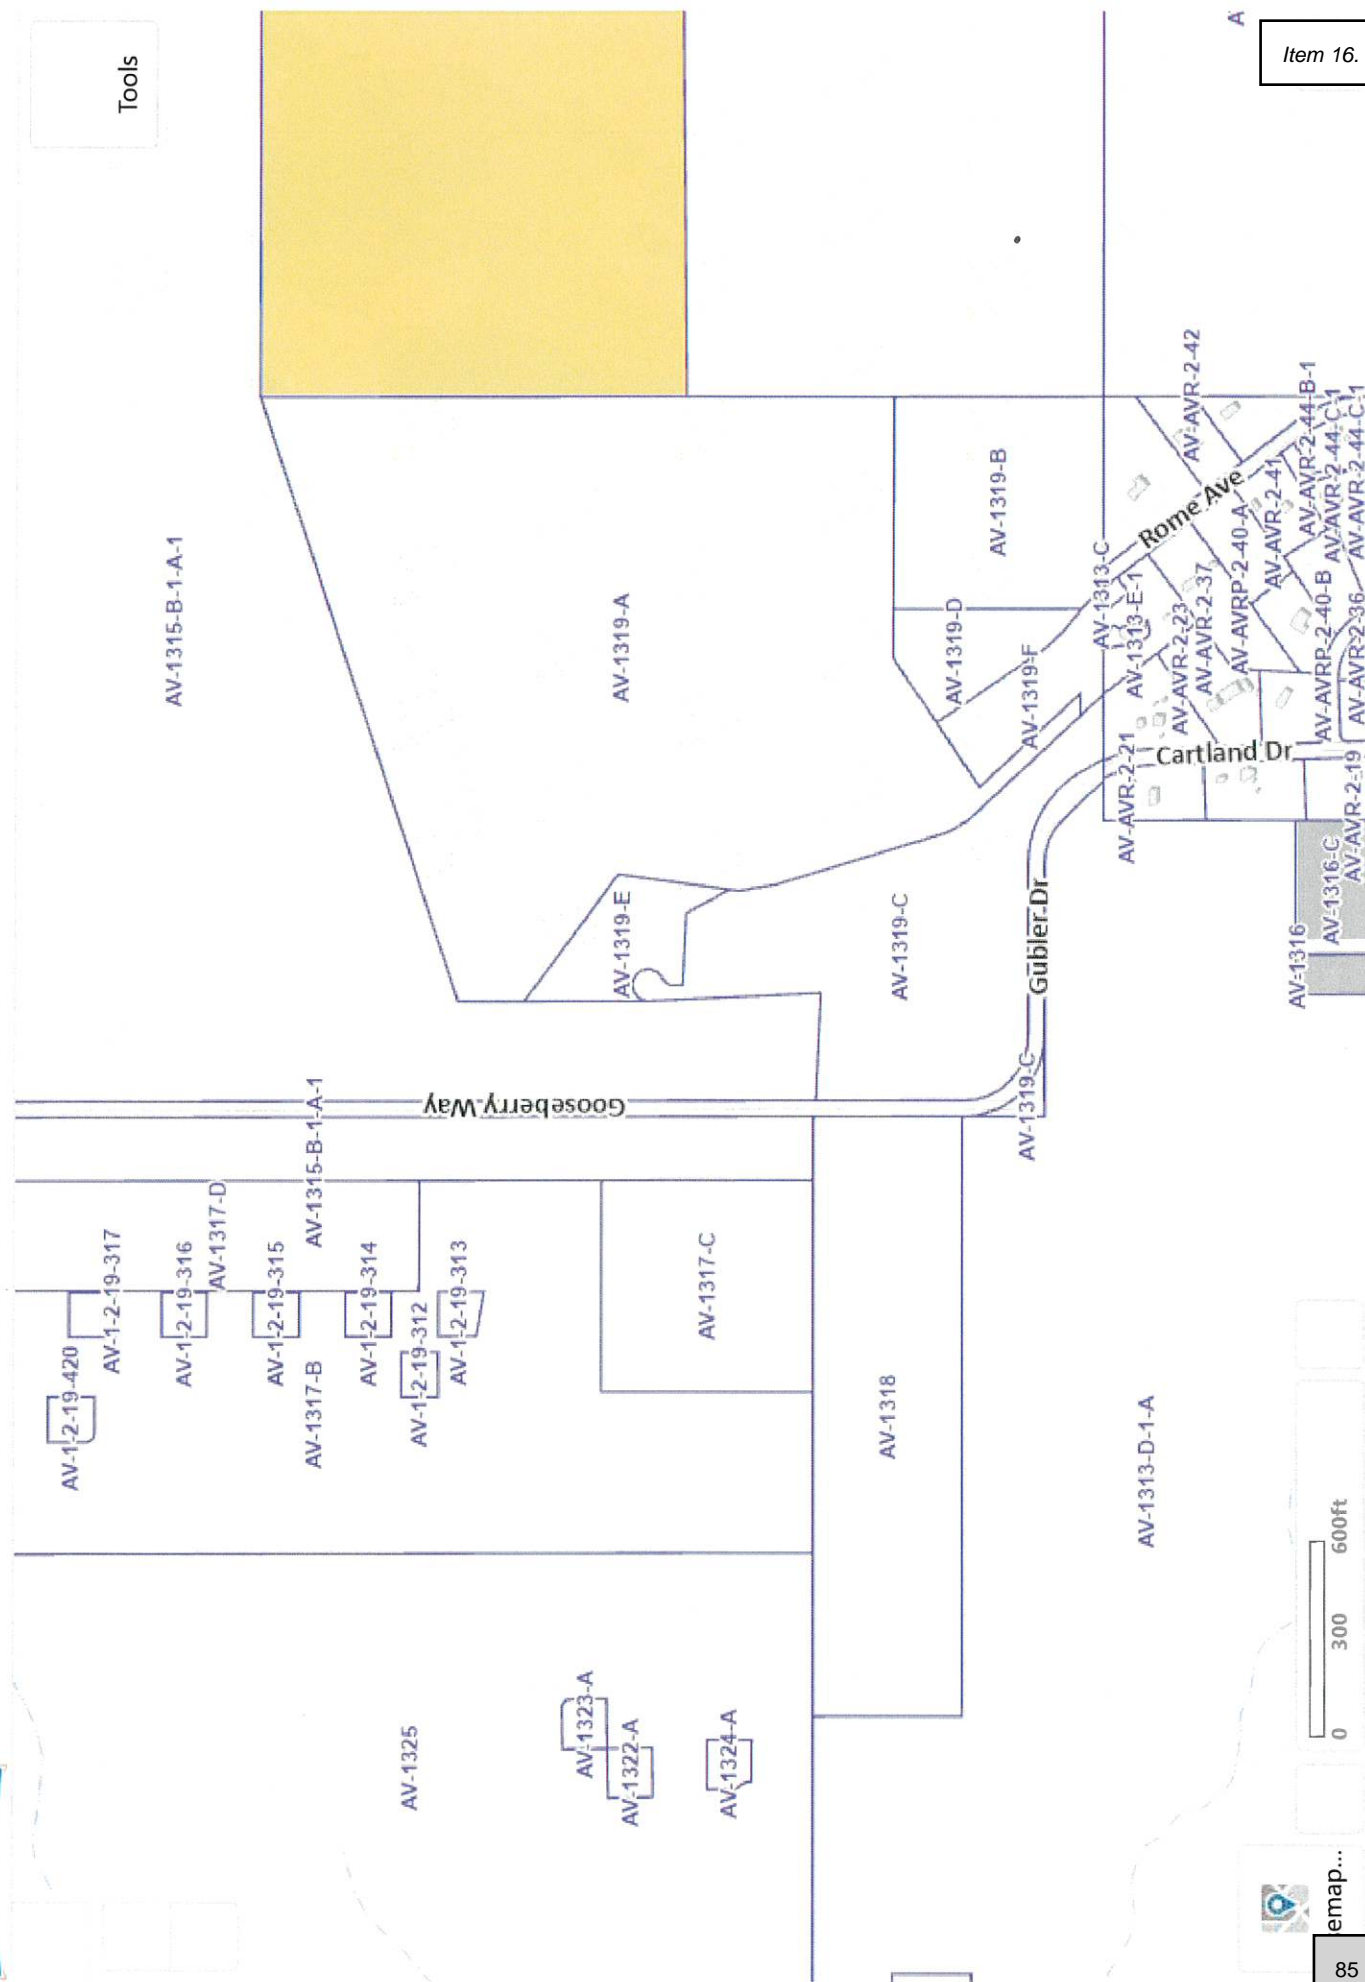 Item 16.
Tools
A
AV-1315-B-1-A-1
AV-1319-A
AV-1319-B
AV-1319-D
AV-1319-F
AV-1319-E
AV-1319-C
AV-1313-C
AV-1313-E-1
Rome Ave
AV-AVR-2-42
AV-AVR-2-23
AV-AVR-2-37
AV-AVRP-2-40-A
AV-AVR-2-41
AV-AVR-2-44-B-1
AV-AVR-2-44-C-1
AV-AVR-2-44-C-1
AV-AVRP-2-40-B
AV-AVR-2-36
AV-AVR-2-21
Cartland Dr
AV-AVR-2-19
AV-1316-C
AV-1316
Gubler Dr
AV-1319-C
Gooseberry Way
AV-1315-B-1-A-1
AV-1317-D
AV-1-2-19-317
AV-1-2-19-316
AV-1-2-19-315
AV-1-2-19-314
AV-1-2-19-313
AV-1-2-19-312
AV-1-2-19-420
AV-1317-B
AV-1317-C
AV-1318
AV-1313-D-1-A
AV-1325
AV-1323-A
AV-1322-A
AV-1324-A
0 300 600ft
emap...
85